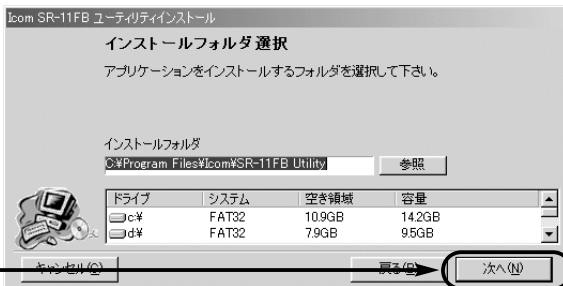 Icom SR-11FB ユーティリティインストール
インストールフォルダ選択
アプリケーションをインストールするフォルダを選択して下さい。
インストールフォルダ
C:¥Program Files¥Icom¥SR-11FB Utility
参照
ドライブ システム 空き領域 容量
c:¥ FAT32 10.9GB 14.2GB
d:¥ FAT32 7.9GB 9.5GB
キャンセル(C) 戻る(B) 次へ(N)